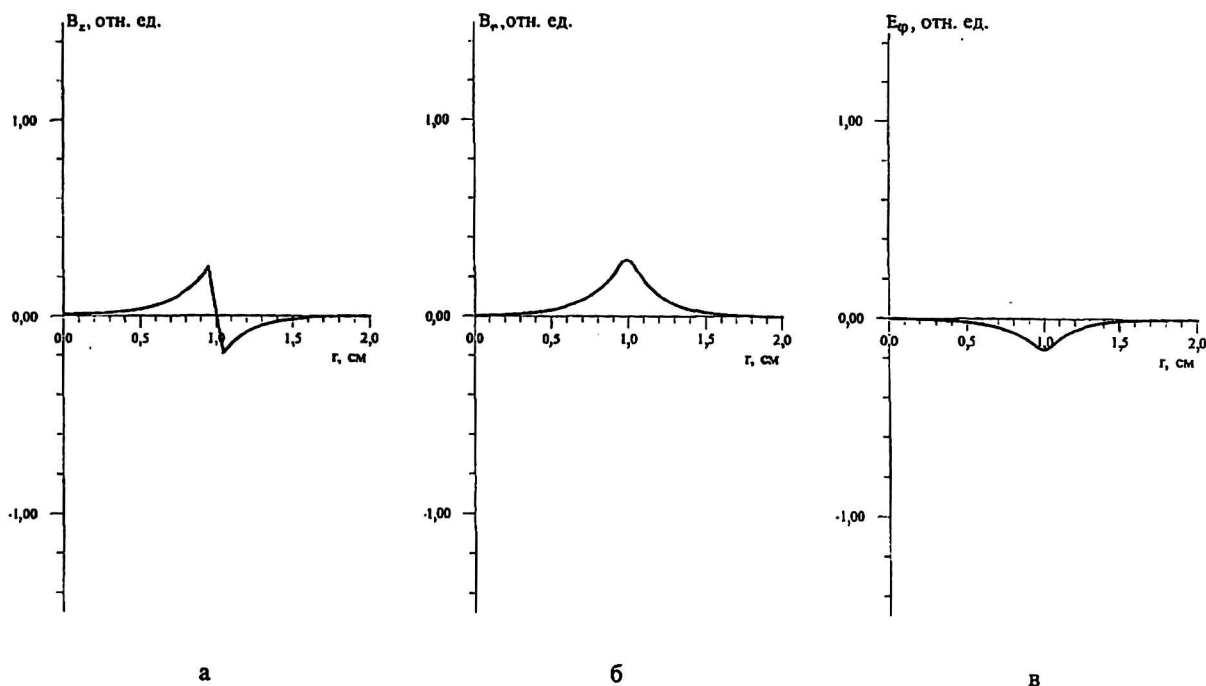 B_z, отн. ед.
1,00
0,00
0,0 0,5 1,0 1,5 2,0
r, см
-1,00
а
B_r, отн. ед.
1,00
0,00
0,0 0,5 1,0 1,5 2,0
r, см
-1,00
б
E_φ, отн. ед.
1,00
0,00
0,0 0,5 1,0 1,5 2,0
r, см
-1,00
в